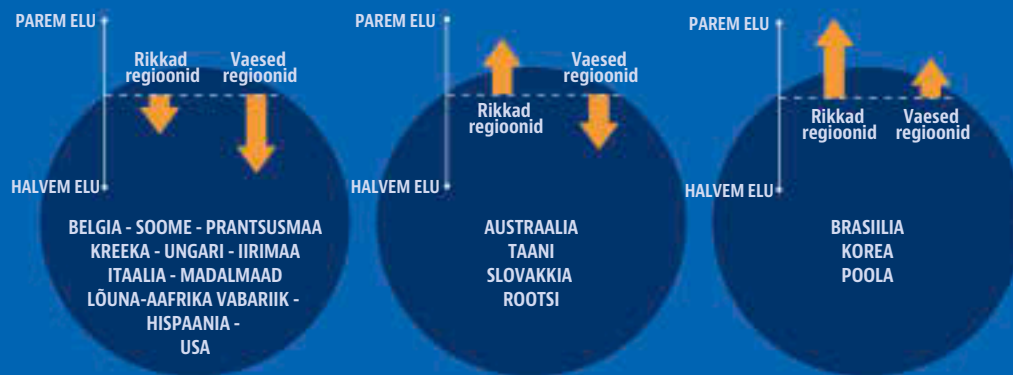 PAREM ELU
Rikkad
regioonid
Vaesed
regioonid
HALVEM ELU
BELGIA - SOOME - PRANTSUSMAA
KREEKA - UNGARI - IIRIMAA
ITAALIA - MADALMAAD
LÕUNA-AAFRIKA VABARIIK -
HISPAANIA -
USA
PAREM ELU
Rikkad
regioonid
Vaesed
regioonid
HALVEM ELU
AUSTRAALIA
TAANI
SLOVAKKIA
ROOTSI
PAREM ELU
Rikkad
regioonid
Vaesed
regioonid
HALVEM ELU
BRASIILIA
KOREA
POOLA